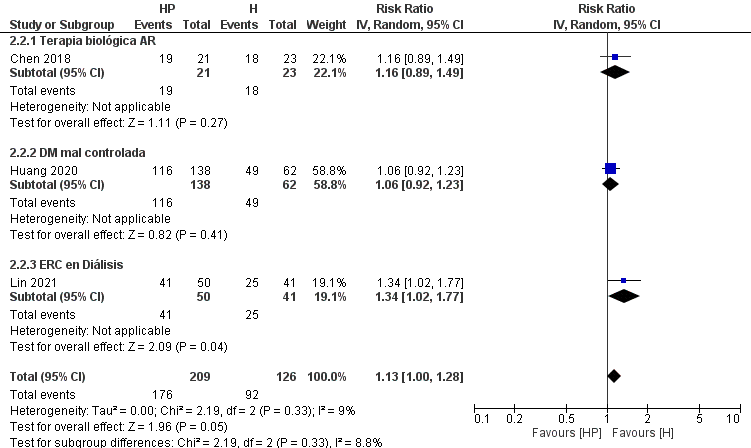 HP H Risk Ratio Risk Ratio
Study or Subgroup Events Total Events Total Weight IV, Random, 95% CI IV, Random, 95% CI
2.2.1 Terapia biológica AR
Chen 2018 19 21 18 23 22.1% 1.16 [0.89, 1.49]
Subtotal (95% CI) 21 23 22.1% 1.16 [0.89, 1.49]
Total events 19 18
Heterogeneity: Not applicable
Test for overall effect: Z = 1.11 (P = 0.27)
2.2.2 DM mal controlada
Huang 2020 116 138 49 62 58.8% 1.06 [0.92, 1.23]
Subtotal (95% CI) 138 62 58.8% 1.06 [0.92, 1.23]
Total events 116 49
Heterogeneity: Not applicable
Test for overall effect: Z = 0.82 (P = 0.41)
2.2.3 ERC en Diálisis
Lin 2021 41 50 25 41 19.1% 1.34 [1.02, 1.77]
Subtotal (95% CI) 50 41 19.1% 1.34 [1.02, 1.77]
Total events 41 25
Heterogeneity: Not applicable
Test for overall effect: Z = 2.09 (P = 0.04)
Total (95% CI) 209 126 100.0% 1.13 [1.00, 1.28]
Total events 176 92
Heterogeneity: Tau² = 0.00; Chi² = 2.19, df = 2 (P = 0.33); I² = 9%
Test for overall effect: Z = 1.96 (P = 0.05)
Test for subgroup differences: Chi² = 2.19, df = 2 (P = 0.33), I² = 8.8%
0.1 0.2 0.5 1 2 5 10
Favours [HP] Favours [H]